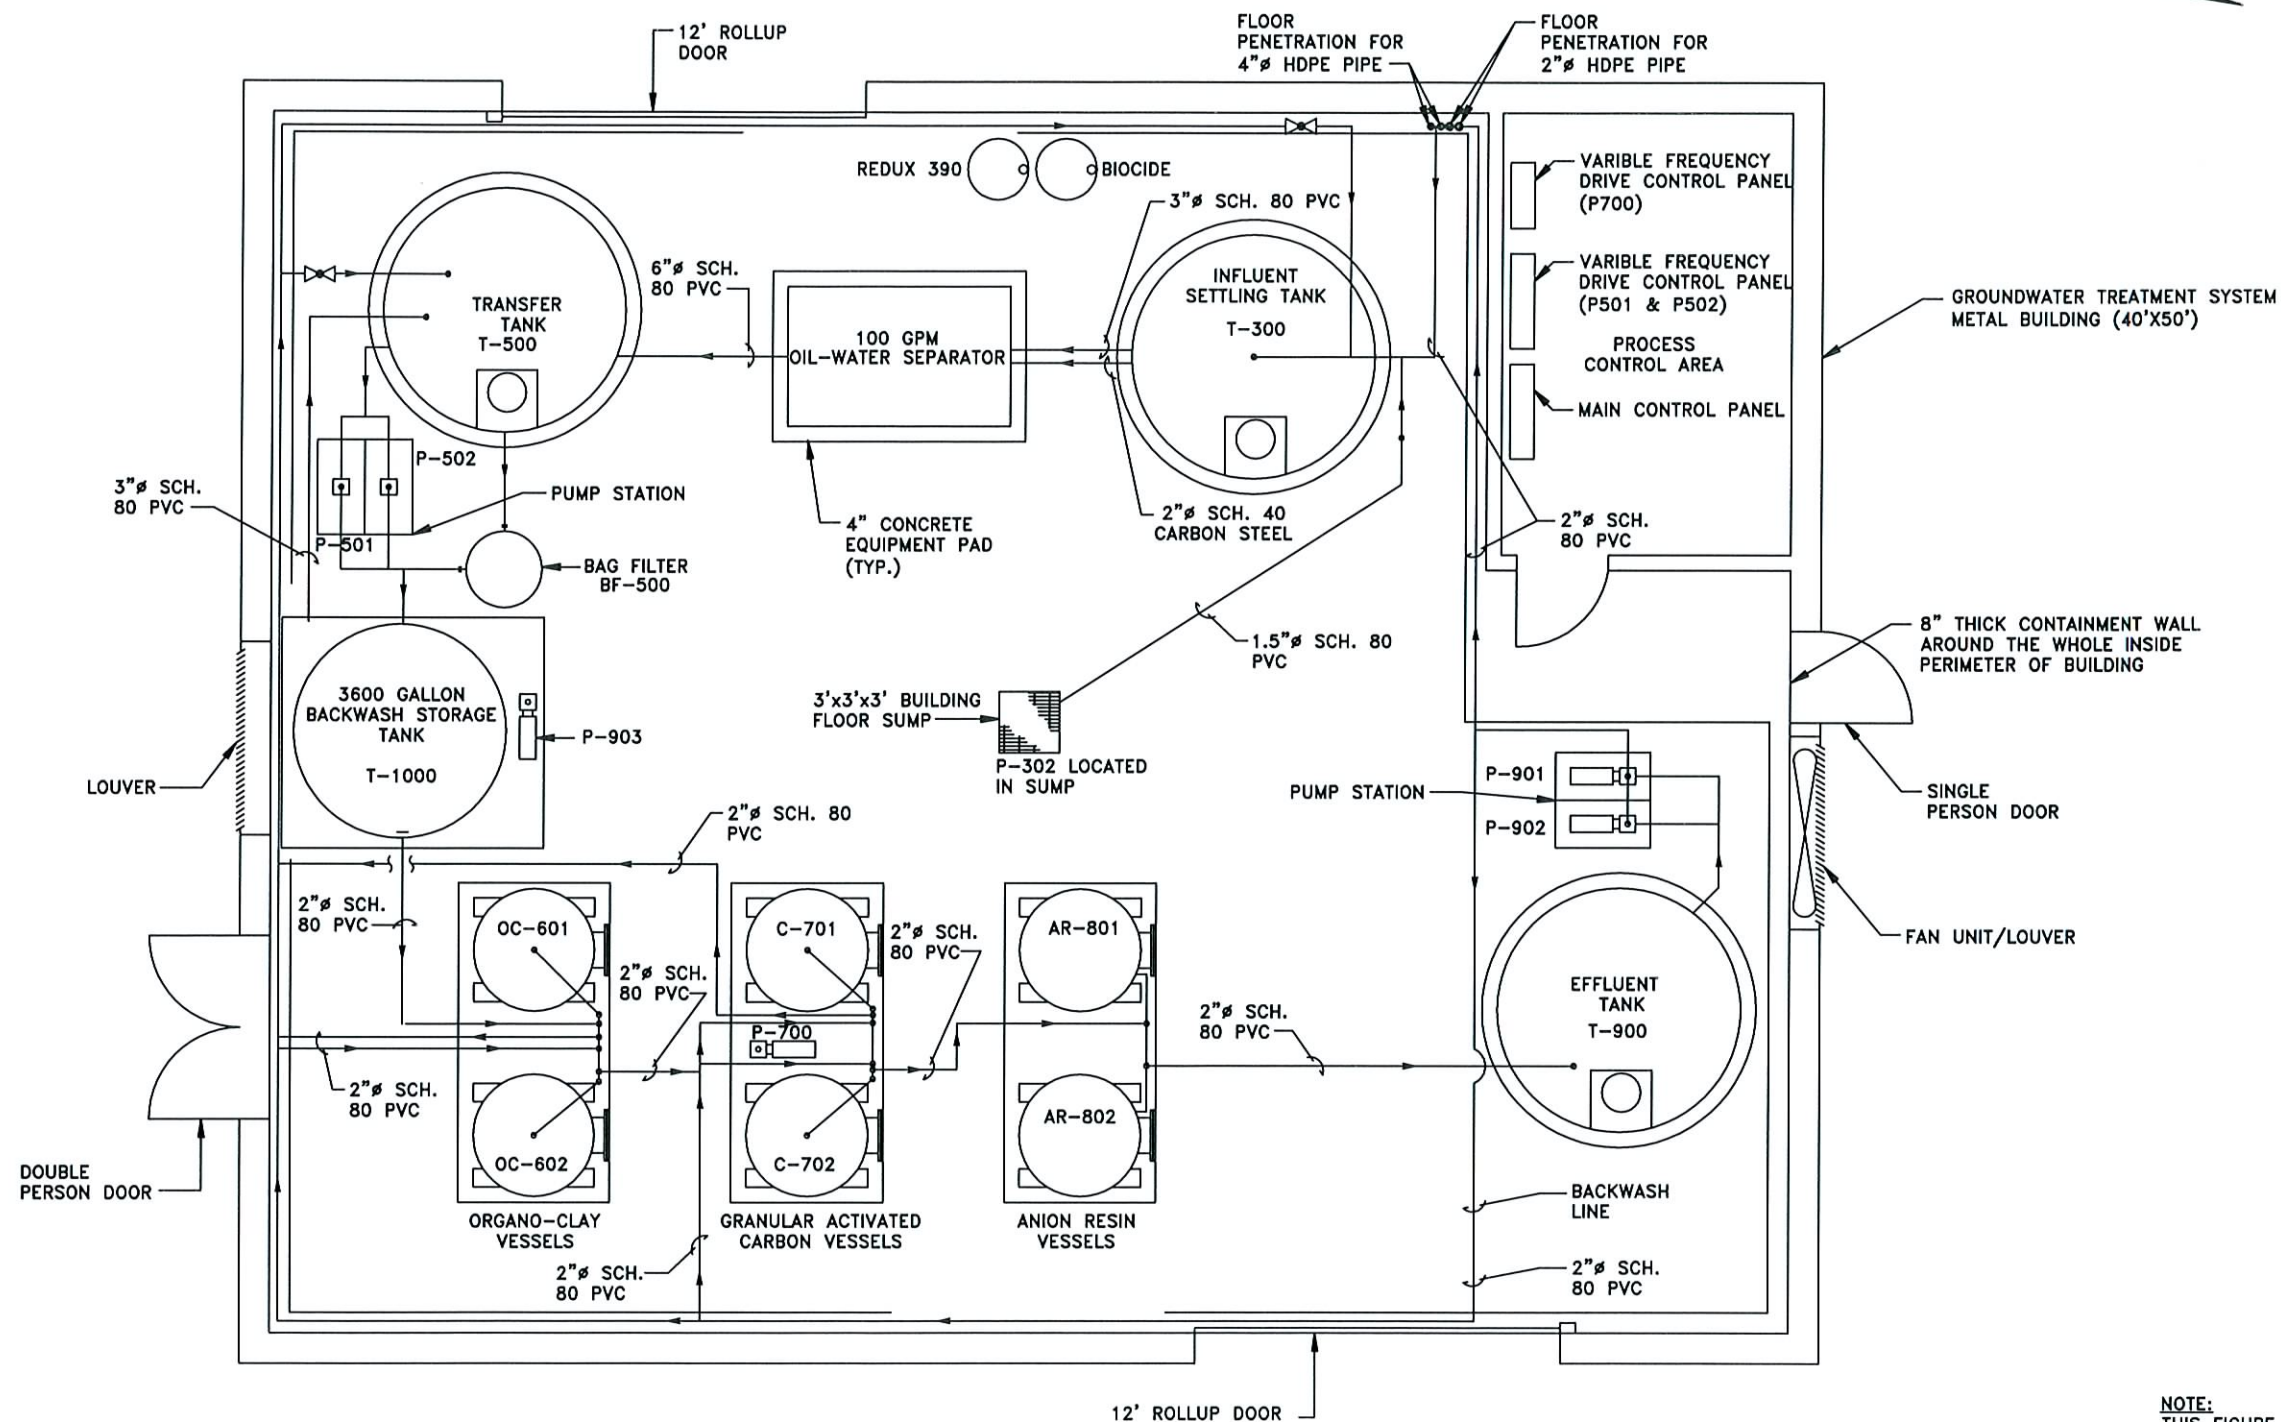 12' ROLLUP
DOOR
FLOOR
PENETRATION FOR
4"ø HDPE PIPE
FLOOR
PENETRATION FOR
2"ø HDPE PIPE
REDUX 390
BIOCIDE
VARIBLE FREQUENCY
DRIVE CONTROL PANEL
(P700)
3"ø SCH. 80 PVC
6"ø SCH.
80 PVC
TRANSFER
TANK
T-500
100 GPM
OIL-WATER SEPARATOR
INFLUENT
SETTLING TANK
T-300
VARIBLE FREQUENCY
DRIVE CONTROL PANEL
(P501 & P502)
PROCESS
CONTROL AREA
MAIN CONTROL PANEL
GROUNDWATER TREATMENT SYSTEM
METAL BUILDING (40'X50')
P-502
3"ø SCH.
80 PVC
PUMP STATION
P-501
BAG FILTER
BF-500
4" CONCRETE
EQUIPMENT PAD
(TYP.)
2"ø SCH. 40
CARBON STEEL
2"ø SCH.
80 PVC
1.5"ø SCH. 80
PVC
8" THICK CONTAINMENT WALL
AROUND THE WHOLE INSIDE
PERIMETER OF BUILDING
3600 GALLON
BACKWASH STORAGE
TANK
T-1000
P-903
3'x3'x3' BUILDING
FLOOR SUMP
P-302 LOCATED
IN SUMP
LOUVER
P-901
PUMP STATION
P-902
SINGLE
PERSON DOOR
2"ø SCH. 80
PVC
2"ø SCH.
80 PVC
OC-601
2"ø SCH.
80 PVC
C-701
2"ø SCH.
80 PVC
AR-801
FAN UNIT/LOUVER
P-700
2"ø SCH.
80 PVC
EFFLUENT
TANK
T-900
2"ø SCH.
80 PVC
OC-602
C-702
AR-802
DOUBLE
PERSON DOOR
ORGANO-CLAY
VESSELS
GRANULAR ACTIVATED
CARBON VESSELS
ANION RESIN
VESSELS
BACKWASH
LINE
2"ø SCH.
80 PVC
2"ø SCH.
80 PVC
12' ROLLUP DOOR
NOTE:
THIS FIGURE